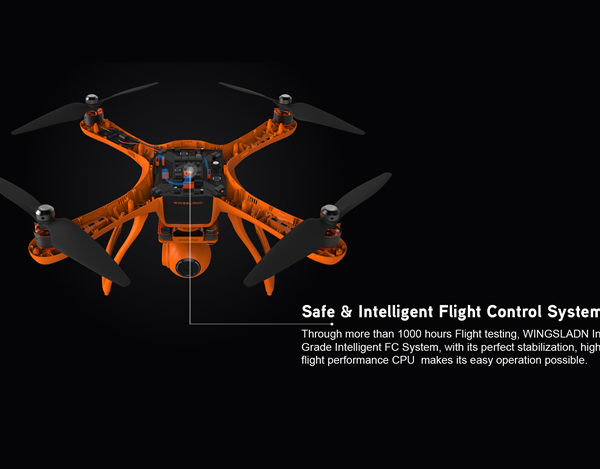 WINGSLAND
Safe & Intelligent Flight Control System
Through more than 1000 hours Flight testing, WINGSLADN In
Grade Intelligent FC System, with its perfect stabilization, high
flight performance CPU makes its easy operation possible.